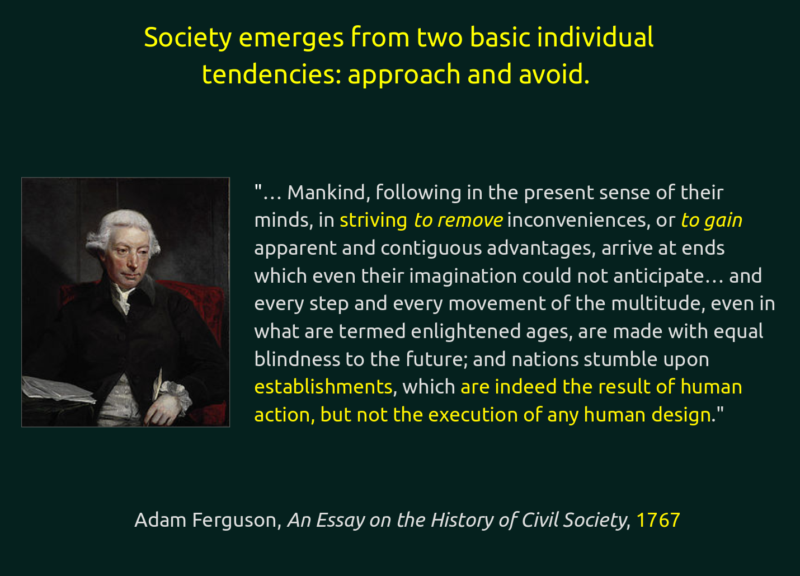 Society emerges from two basic individual
tendencies: approach and avoid.
"… Mankind, following in the present sense of their
minds, in striving to remove inconveniences, or to gain
apparent and contiguous advantages, arrive at ends
which even their imagination could not anticipate… and
every step and every movement of the multitude, even in
what are termed enlightened ages, are made with equal
blindness to the future; and nations stumble upon
establishments, which are indeed the result of human
action, but not the execution of any human design."
Adam Ferguson, An Essay on the History of Civil Society, 1767